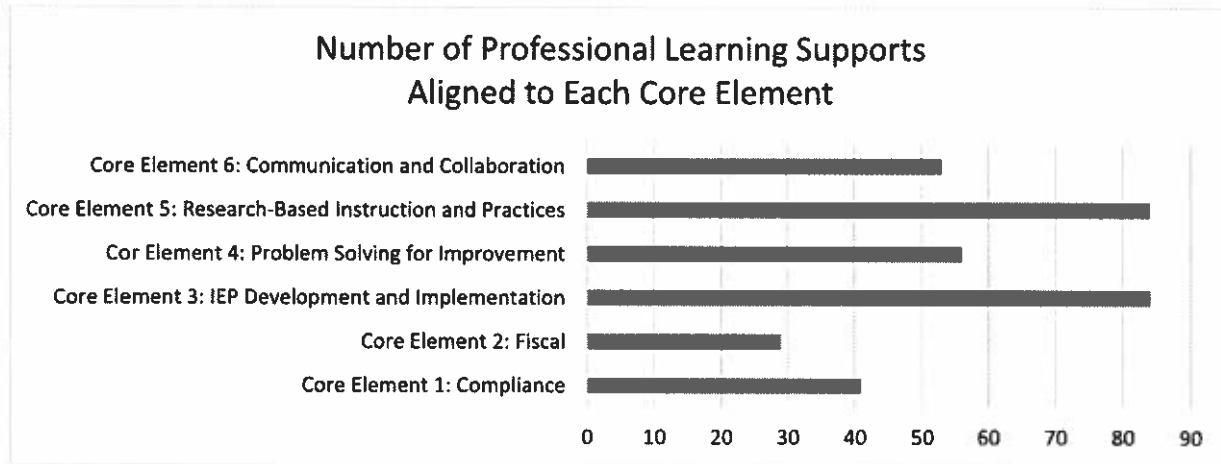 Number of Professional Learning Supports
Aligned to Each Core Element
Core Element 6: Communication and Collaboration
Core Element 5: Research-Based Instruction and Practices
Cor Element 4: Problem Solving for Improvement
Core Element 3: IEP Development and Implementation
Core Element 2: Fiscal
Core Element 1: Compliance
0 10 20 30 40 50 60 70 80 90